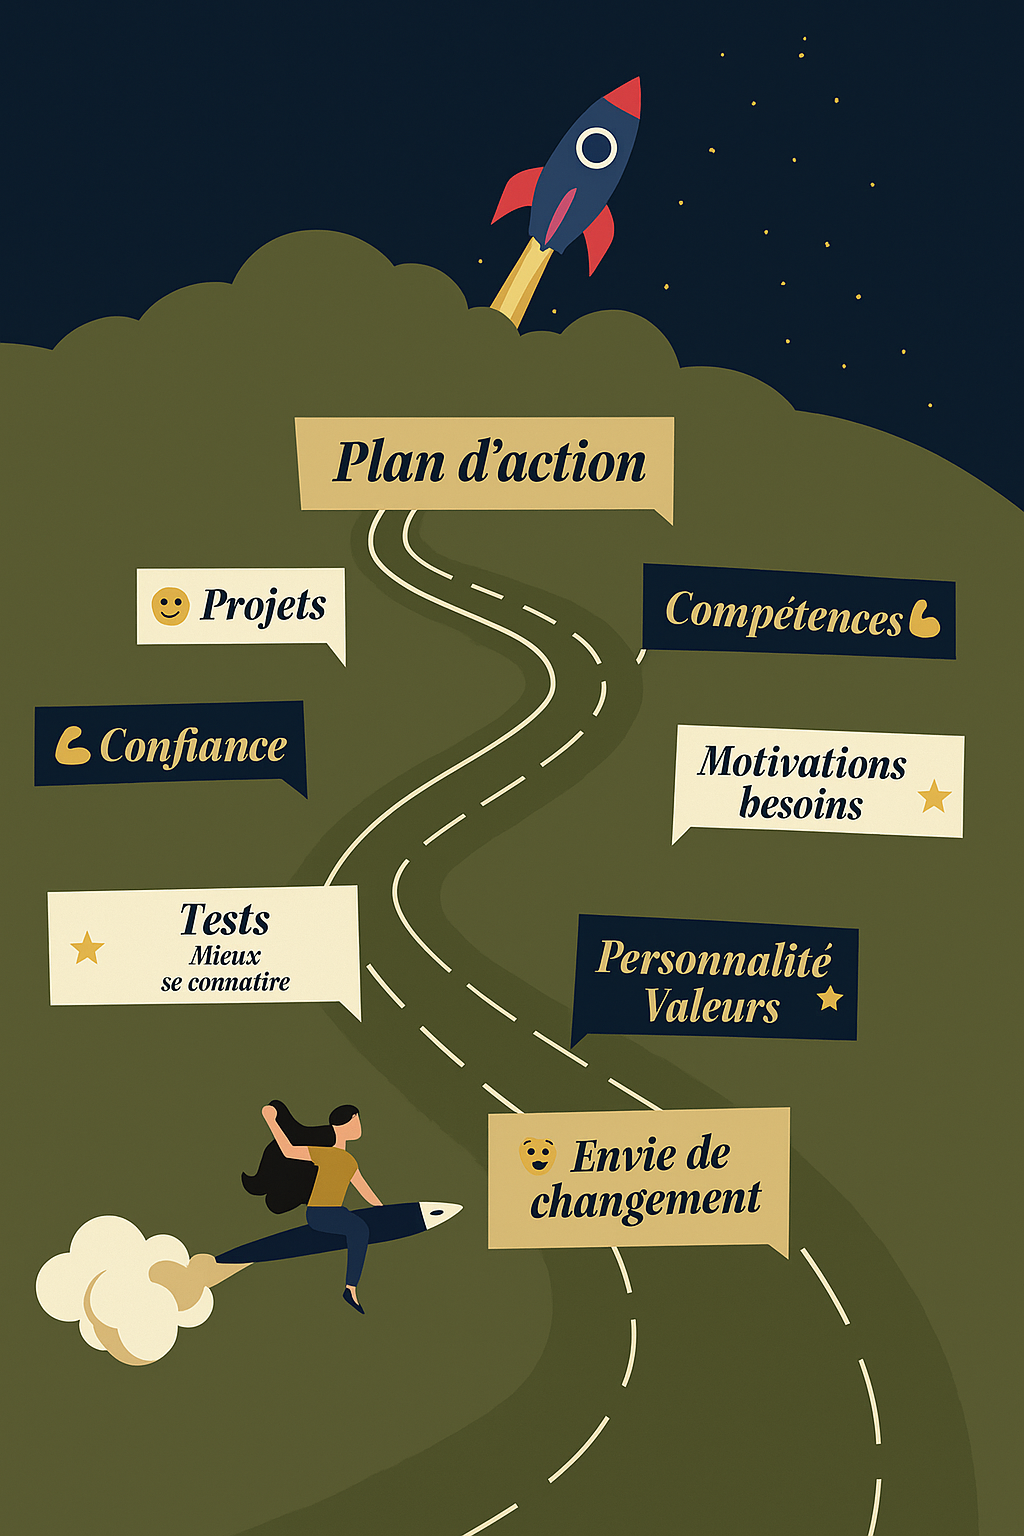 Plan d’action
Projets
Compétences
Confiance
Motivations
besoins
Tests
Mieux
se connatire
Personnalité
Valeurs
Envie de
changement